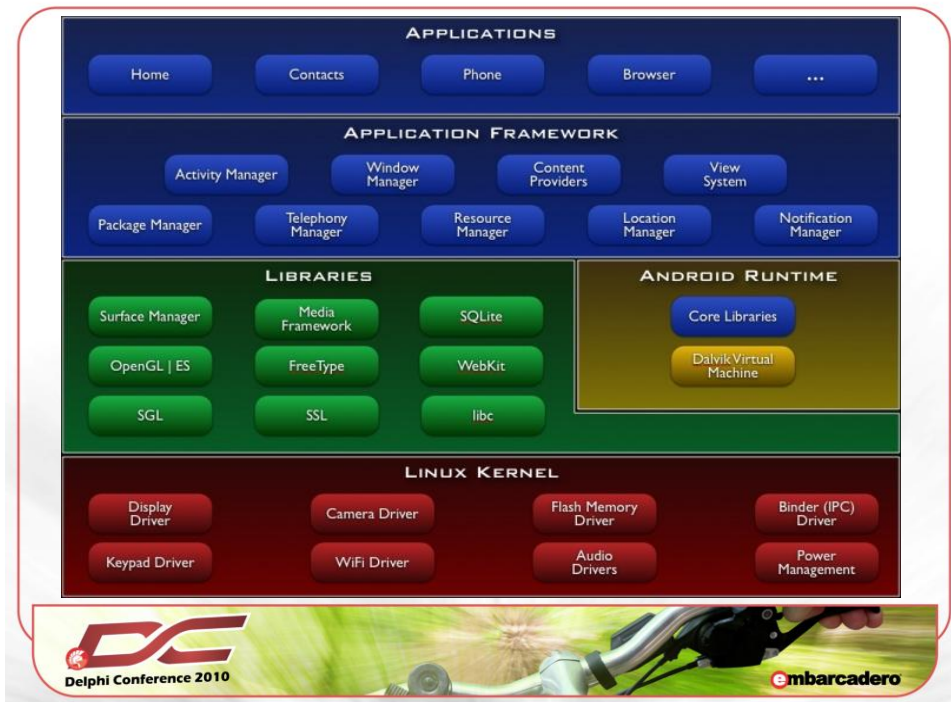 APPLICATIONS
Home
Contacts
Phone
Browser
...
APPLICATION FRAMEWORK
Activity Manager
Window
Manager
Content
Providers
View
System
Package Manager
Telephony
Manager
Resource
Manager
Location
Manager
Notification
Manager
LIBRARIES
Surface Manager
Media
Framework
SQLite
OpenGL | ES
FreeType
WebKit
SGL
SSL
libc
ANDROID RUNTIME
Core Libraries
Dalvik Virtual
Machine
LINUX KERNEL
Display
Driver
Camera Driver
Flash Memory
Driver
Binder (IPC)
Driver
Keypad Driver
WiFi Driver
Audio
Drivers
Power
Management
DC
Delphi Conference 2010
embarcadero